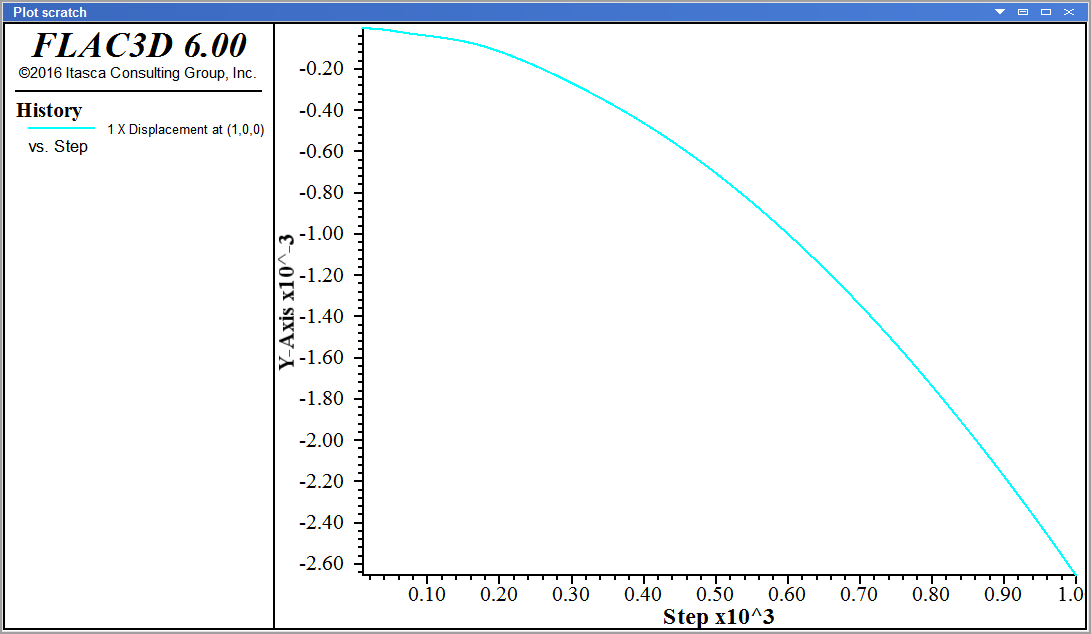 Plot scratch
FLAC3D 6.00
©2016 Itasca Consulting Group, Inc.
History
1 X Displacement at (1,0,0)
vs. Step
Y-Axis x10^-3
-0.20
-0.40
-0.60
-0.80
-1.00
-1.20
-1.40
-1.60
-1.80
-2.00
-2.20
-2.40
-2.60
0.10 0.20 0.30 0.40 0.50 0.60 0.70 0.80 0.90 1.0
Step x10^3